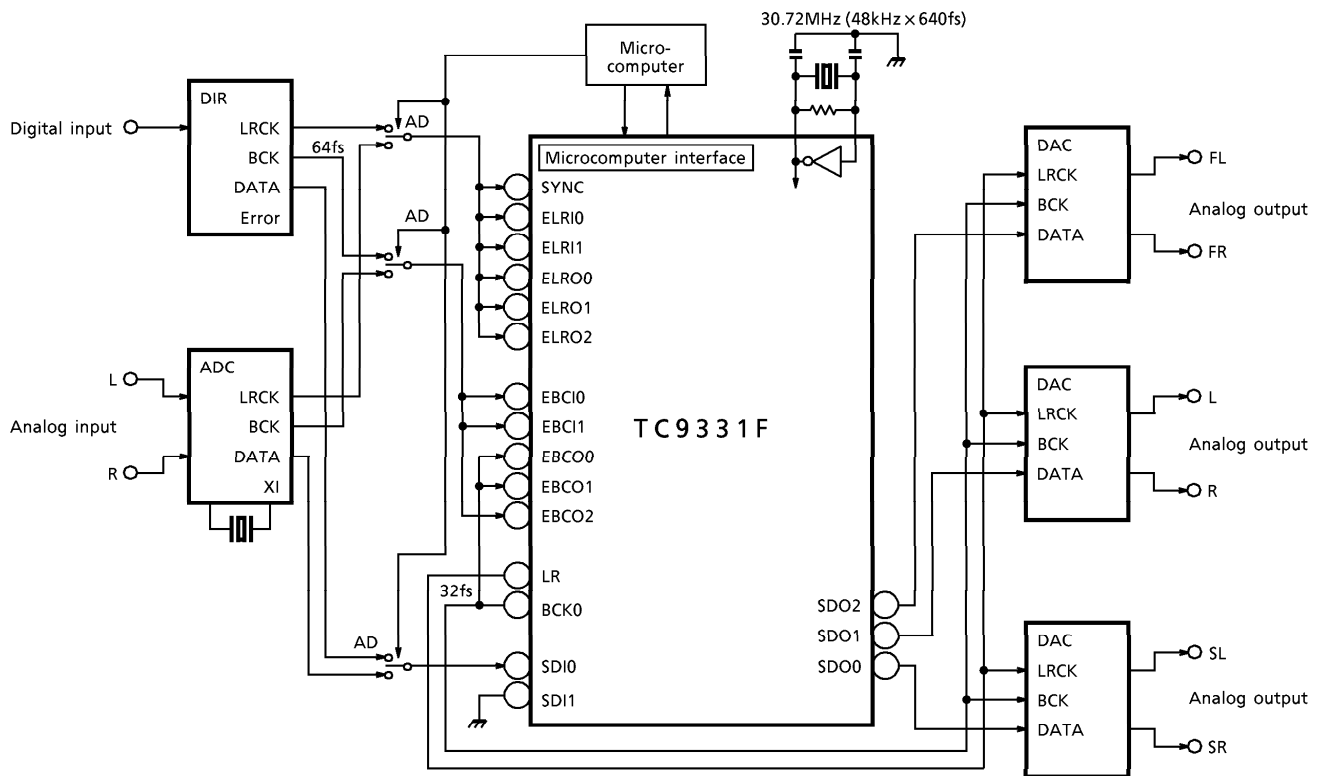 30.72MHz (48kHz×640fs)
Micro-
computer
DIR
Digital input
LRCK
BCK
DATA
Error
64fs
AD
AD
Microcomputer interface
SYNC
ELRI0
ELRI1
ELRO0
ELRO1
ELRO2
ADC
L
Analog input
R
LRCK
BCK
DATA
XI
EBCI0
EBCI1
EBCO0
EBCO1
EBCO2
TC9331F
LR
32fs
BCK0
AD
SDI0
SDI1
SDO2
SDO1
SDO0
DAC
LRCK
BCK
DATA
FL
Analog output
FR
DAC
LRCK
BCK
DATA
L
Analog output
R
DAC
LRCK
BCK
DATA
SL
Analog output
SR